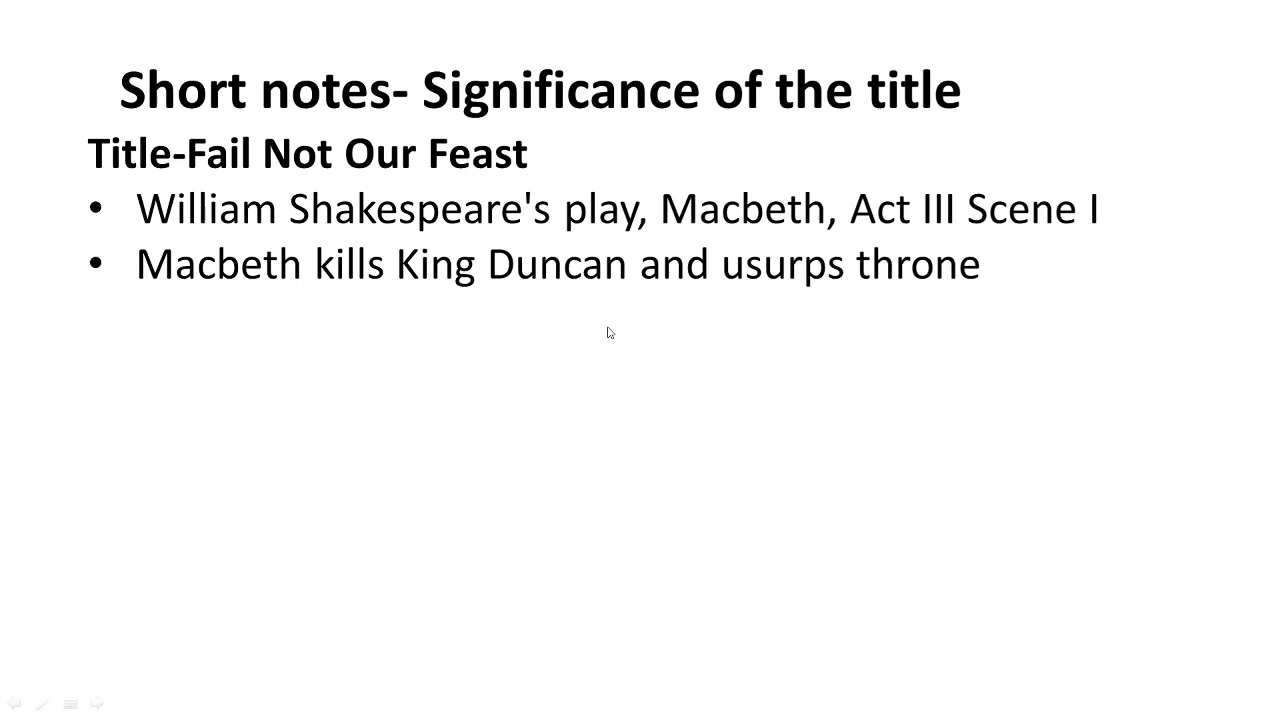 Short notes- Significance of the title
Title-Fail Not Our Feast
• William Shakespeare's play, Macbeth, Act III Scene I
• Macbeth kills King Duncan and usurps throne